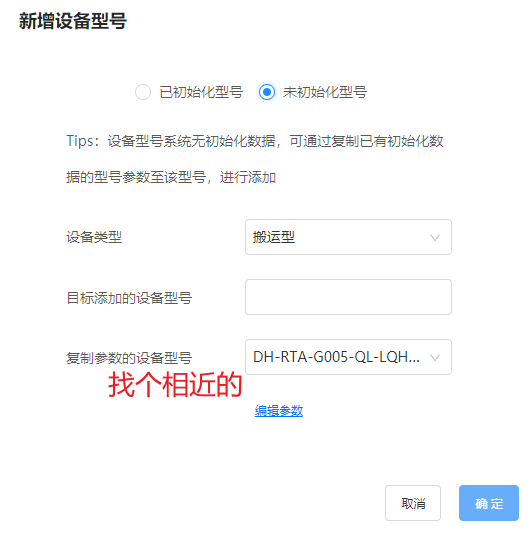 新增设备型号
已初始化型号 未初始化型号
Tips：设备型号系统无初始化数据，可通过复制已有初始化数
据的型号参数至该型号，进行添加
设备类型 搬运型
目标添加的设备型号
复制参数的设备型号 DH-RTA-G005-QL-LQH...
找个相近的
编辑参数
取消 确定